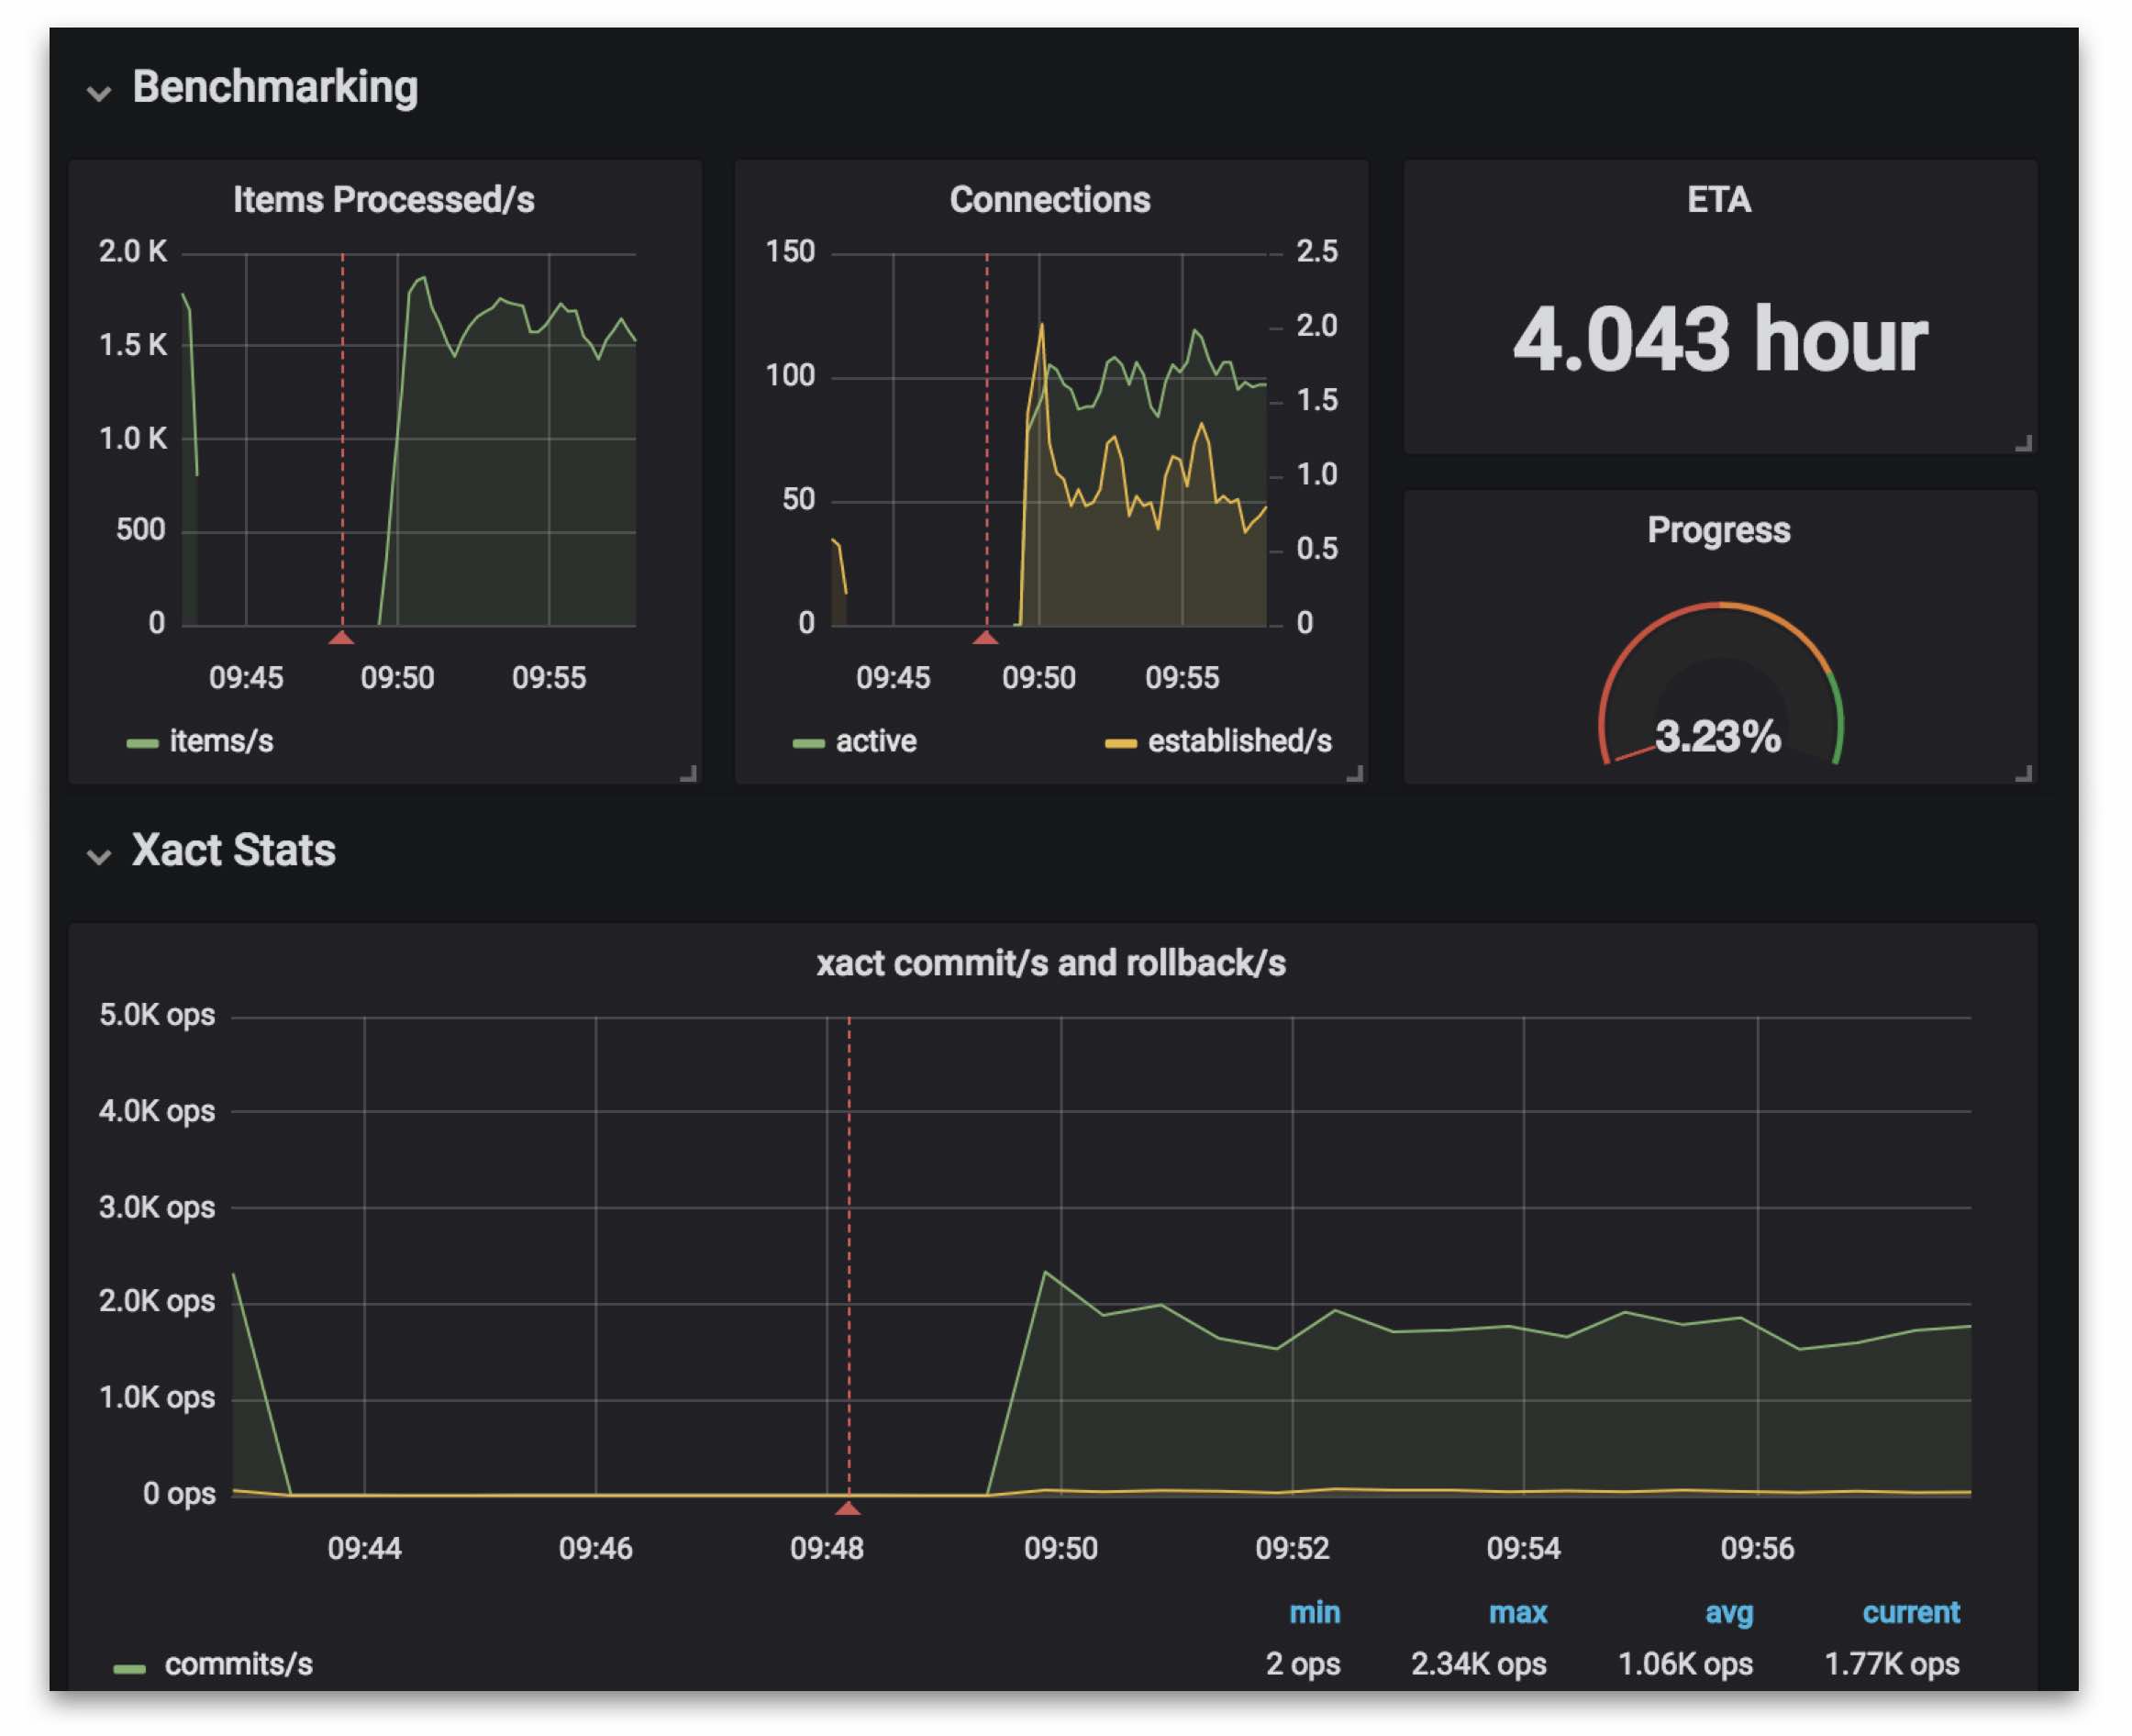 Benchmarking
Items Processed/s
2.0 K
1.5 K
1.0 K
500
0
09:45 09:50 09:55
items/s
Connections
150
100
50
0
2.5
2.0
1.5
1.0
0.5
0
09:45 09:50 09:55
active established/s
ETA
4.043 hour
Progress
3.23%
Xact Stats
xact commit/s and rollback/s
5.0K ops
4.0K ops
3.0K ops
2.0K ops
1.0K ops
0 ops
09:44 09:46 09:48 09:50 09:52 09:54 09:56
min max avg current
commits/s 2 ops 2.34K ops 1.06K ops 1.77K ops